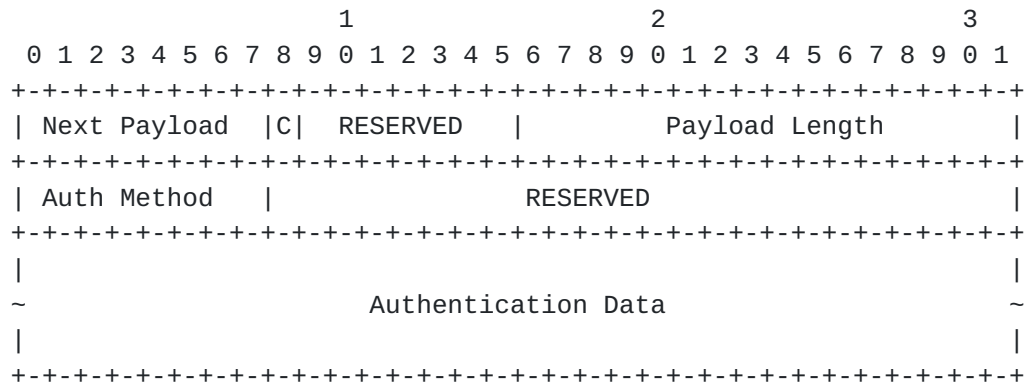 1                   2                   3
 0 1 2 3 4 5 6 7 8 9 0 1 2 3 4 5 6 7 8 9 0 1 2 3 4 5 6 7 8 9 0 1
+-+-+-+-+-+-+-+-+-+-+-+-+-+-+-+-+-+-+-+-+-+-+-+-+-+-+-+-+-+-+-+-+
| Next Payload  |C|  RESERVED   |         Payload Length        |
+-+-+-+-+-+-+-+-+-+-+-+-+-+-+-+-+-+-+-+-+-+-+-+-+-+-+-+-+-+-+-+-+
| Auth Method   |                RESERVED                       |
+-+-+-+-+-+-+-+-+-+-+-+-+-+-+-+-+-+-+-+-+-+-+-+-+-+-+-+-+-+-+-+-+
|                                                               |
~                      Authentication Data                      ~
|                                                               |
+-+-+-+-+-+-+-+-+-+-+-+-+-+-+-+-+-+-+-+-+-+-+-+-+-+-+-+-+-+-+-+-+